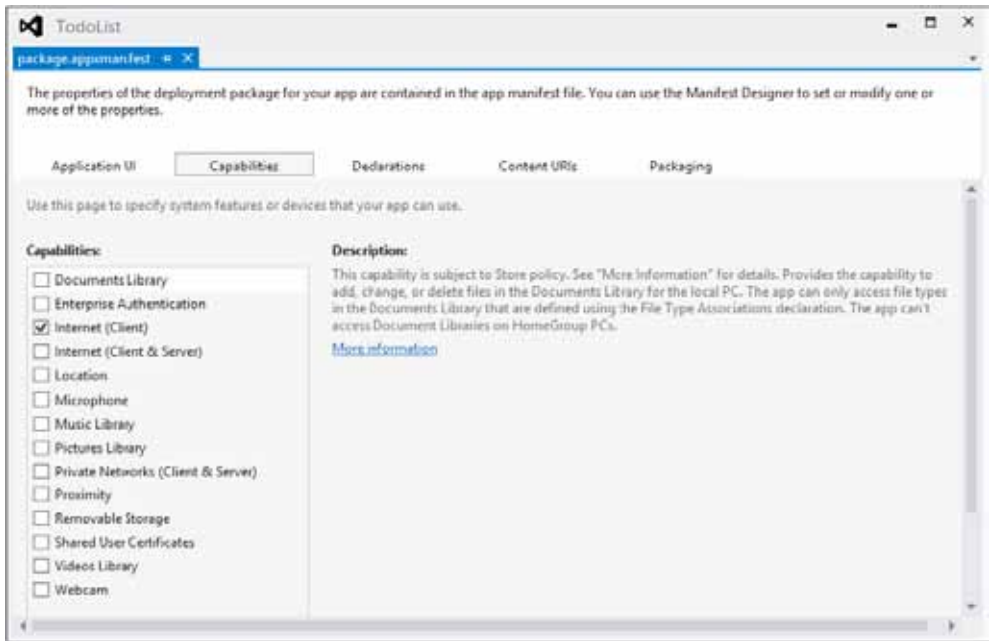 TodoList
package.appxmanifest
The properties of the deployment package for your app are contained in the app manifest file. You can use the Manifest Designer to set or modify one or
more of the properties.
Application UI Capabilities Declarations Content URIs Packaging
Use this page to specify system features or devices that your app can use.
Capabilities:
Documents Library
Enterprise Authentication
Internet (Client)
Internet (Client & Server)
Location
Microphone
Music Library
Pictures Library
Private Networks (Client & Server)
Proximity
Removable Storage
Shared User Certificates
Videos Library
Webcam
Description:
This capability is subject to Store policy. See "More Information" for details. Provides the capability to
add, change, or delete files in the Documents Library for the local PC. The app can only access file types
in the Documents Library that are defined using the File Type Associations declaration. The app can't
access Document Libraries on HomeGroup PCs.
More information